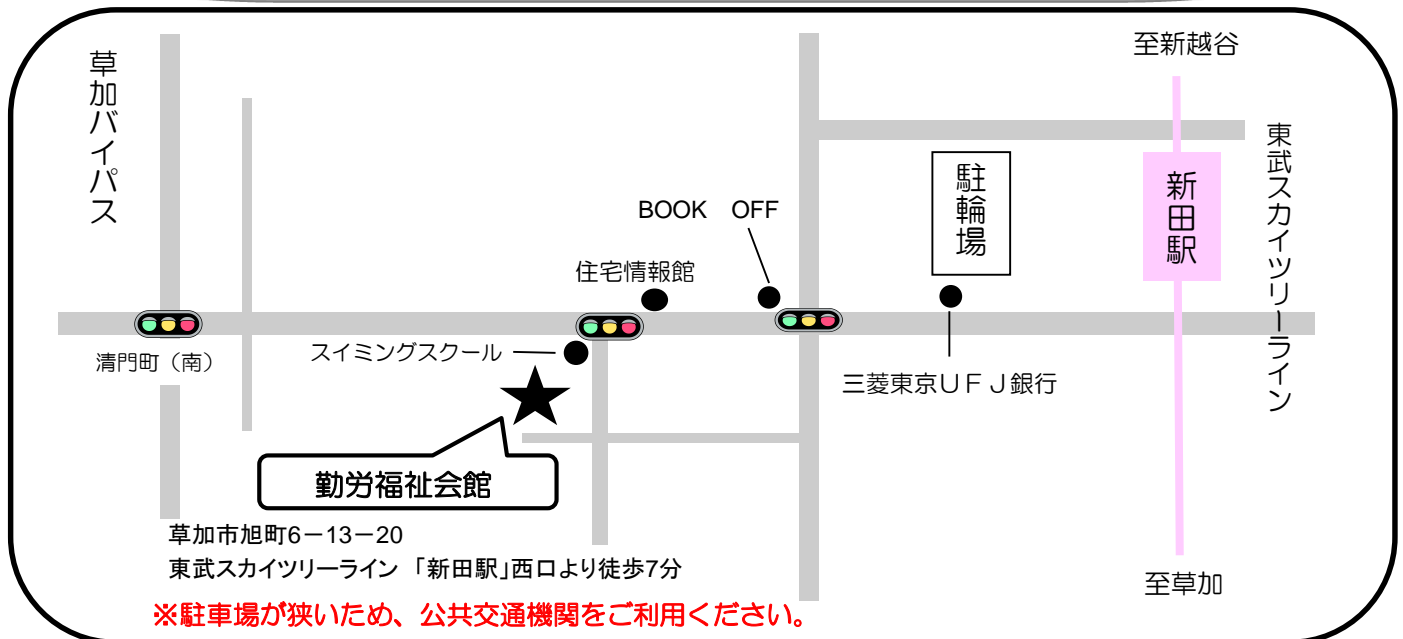 草加バイパス
至新越谷
東武スカイツリーライン
新田駅
駐輪場
BOOK OFF
住宅情報館
スイミングスクール
清門町（南）
三菱東京ＵＦＪ銀行
勤労福祉会館
草加市旭町6－13－20
東武スカイツリーライン 「新田駅」西口より徒歩7分
至草加
※駐車場が狭いため、公共交通機関をご利用ください。